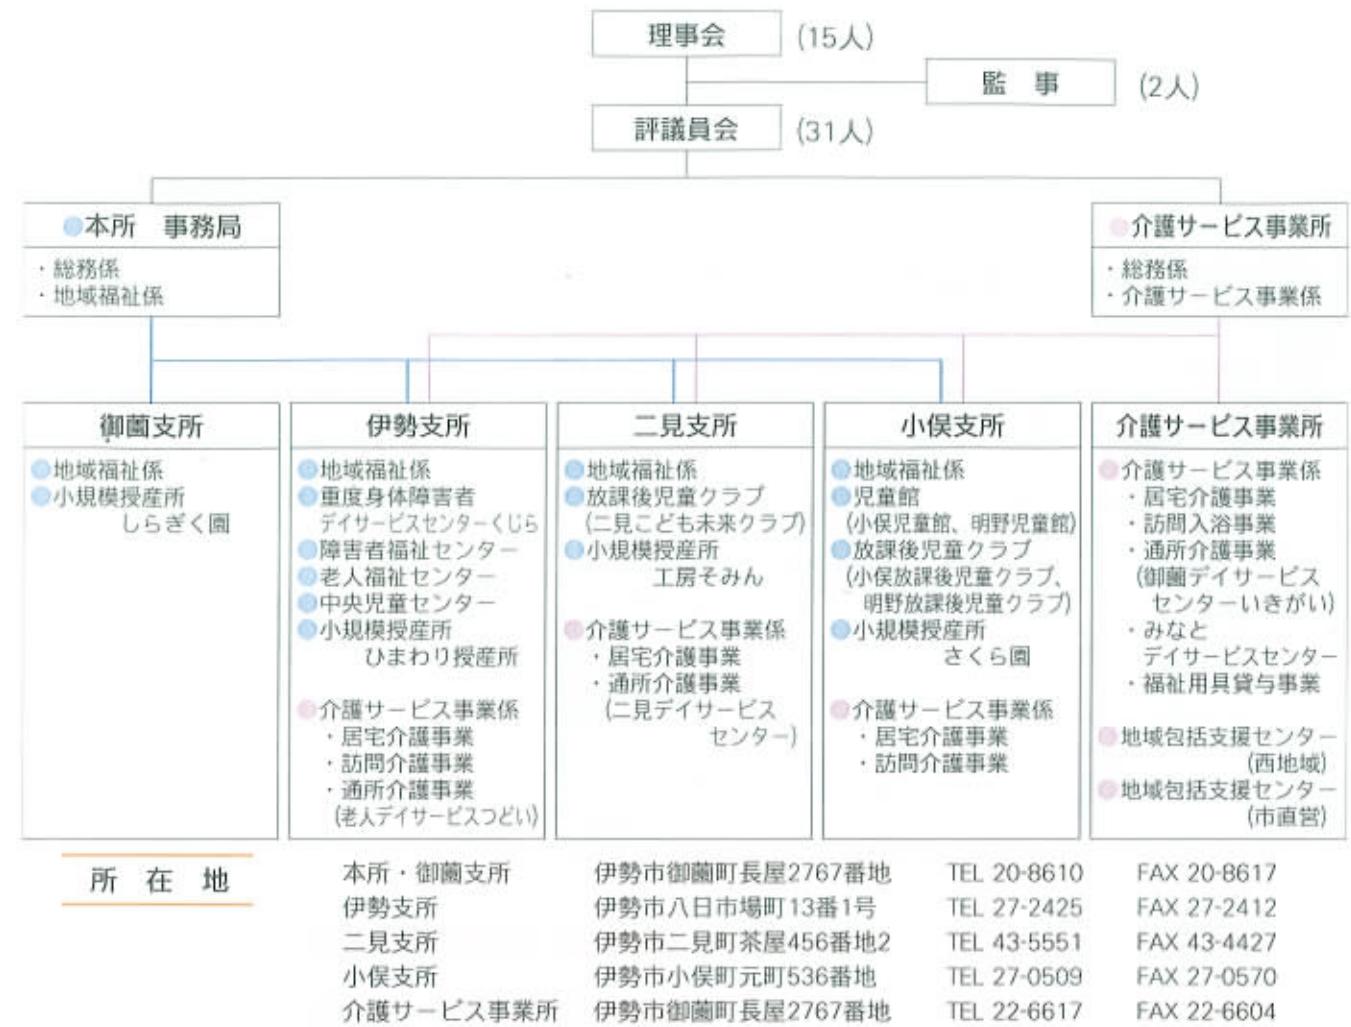 理事会 (15人)
監 事 (2人)
評議員会 (31人)
本所 事務局
・総務係
・地域福祉係
介護サービス事業所
・総務係
・介護サービス事業係
御薗支所
地域福祉係
小規模授産所
しらぎく園
伊勢支所
地域福祉係
重度身体障害者
デイサービスセンターくじら
障害者福祉センター
老人福祉センター
中央児童センター
小規模授産所
ひまわり授産所
介護サービス事業係
・居宅介護事業
・訪問介護事業
・通所介護事業
(老人デイサービスつどい)
二見支所
地域福祉係
放課後児童クラブ
(二見こども未来クラブ)
小規模授産所
工房そみん
介護サービス事業係
・居宅介護事業
・通所介護事業
(二見デイサービス
センター)
小俣支所
地域福祉係
児童館
(小俣児童館、明野児童館)
放課後児童クラブ
(小俣放課後児童クラブ、
明野放課後児童クラブ)
小規模授産所
さくら園
介護サービス事業係
・居宅介護事業
・訪問介護事業
介護サービス事業所
介護サービス事業係
・居宅介護事業
・訪問入浴事業
・通所介護事業
(御薗デイサービス
センターいきがい)
・みなと
デイサービスセンター
・福祉用具貸与事業
地域包括支援センター
(西地域)
地域包括支援センター
(市直営)
所 在 地
本所・御薗支所 伊勢市御薗町長屋2767番地 TEL 20-8610 FAX 20-8617
伊勢支所 伊勢市八日市場町13番1号 TEL 27-2425 FAX 27-2412
二見支所 伊勢市二見町茶屋456番地2 TEL 43-5551 FAX 43-4427
小俣支所 伊勢市小俣町元町536番地 TEL 27-0509 FAX 27-0570
介護サービス事業所 伊勢市御薗町長屋2767番地 TEL 22-6617 FAX 22-6604